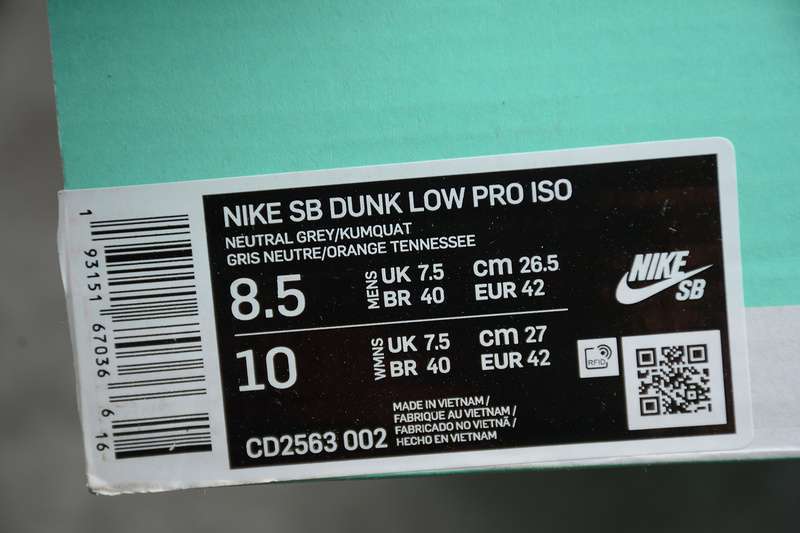 NIKE SB DUNK LOW PRO ISO
NEUTRAL GREY/KUMQUAT
GRIS NEUTRE/ORANGE TENNESSEE
8.5 MENS UK 7.5 cm 26.5
BR 40 EUR 42
10 WMNS UK 7.5 cm 27
BR 40 EUR 42
CD2563 002
MADE IN VIETNAM /
FABRIQUE AU VIETNAM /
FABRICADO NO VIETNÃ /
HECHO EN VIETNAM
NIKE
SB
RFID
1 93151 67036 6 16